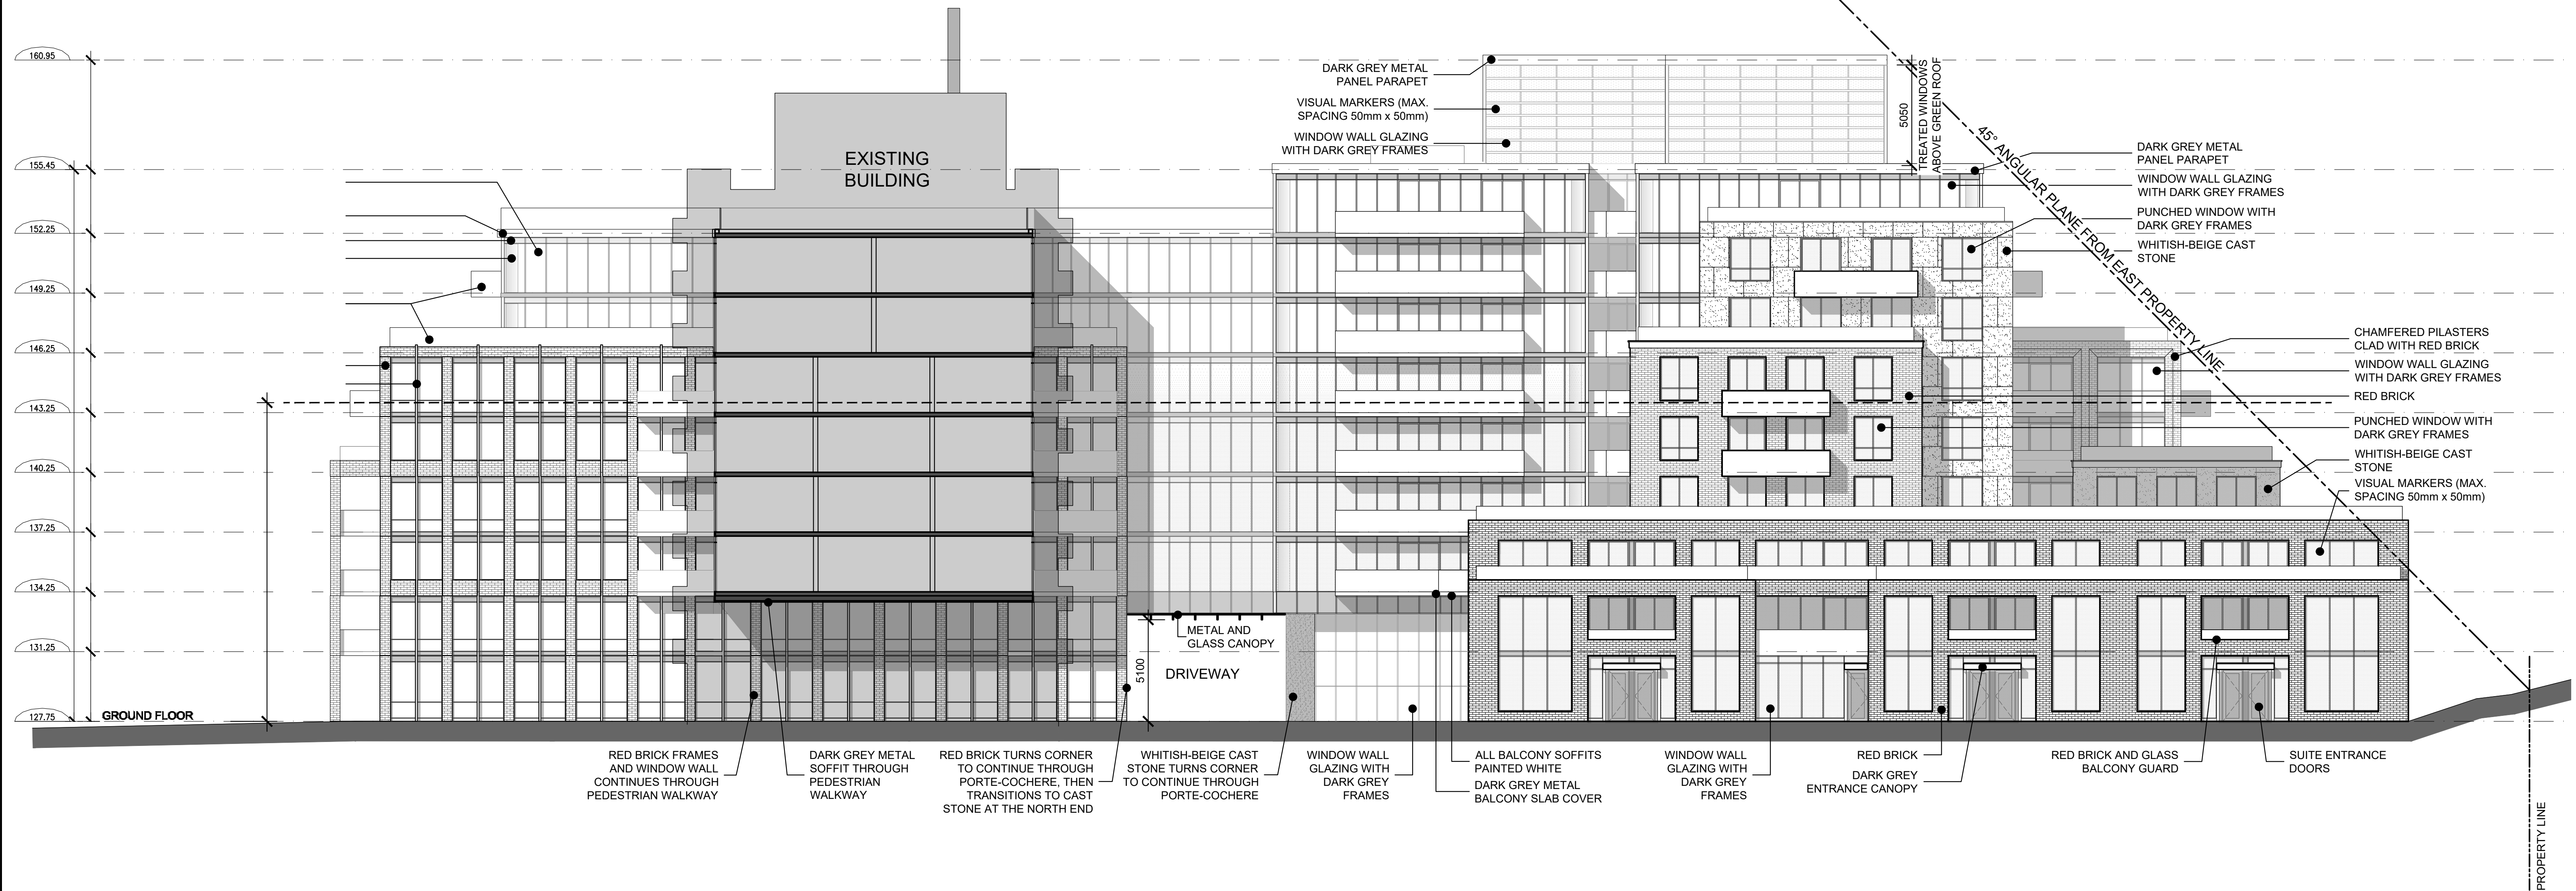 160.95
155.45
152.25
149.25
146.25
143.25
140.25
137.25
134.25
131.25
127.75
GROUND FLOOR
EXISTING
BUILDING
DARK GREY METAL
PANEL PARAPET
VISUAL MARKERS (MAX.
SPACING 50mm x 50mm)
WINDOW WALL GLAZING
WITH DARK GREY FRAMES
5050
TREATED WINDOWS
ABOVE GREEN ROOF
45° ANGULAR PLANE FROM EAST PROPERTY LINE
DARK GREY METAL
PANEL PARAPET
WINDOW WALL GLAZING
WITH DARK GREY FRAMES
PUNCHED WINDOW WITH
DARK GREY FRAMES
WHITISH-BEIGE CAST
STONE
CHAMFERED PILASTERS
CLAD WITH RED BRICK
WINDOW WALL GLAZING
WITH DARK GREY FRAMES
RED BRICK
PUNCHED WINDOW WITH
DARK GREY FRAMES
WHITISH-BEIGE CAST
STONE
VISUAL MARKERS (MAX.
SPACING 50mm x 50mm)
METAL AND
GLASS CANOPY
5100
DRIVEWAY
RED BRICK FRAMES
AND WINDOW WALL
CONTINUES THROUGH
PEDESTRIAN WALKWAY
DARK GREY METAL
SOFFIT THROUGH
PEDESTRIAN
WALKWAY
RED BRICK TURNS CORNER
TO CONTINUE THROUGH
PORTE-COCHERE, THEN
TRANSITIONS TO CAST
STONE AT THE NORTH END
WHITISH-BEIGE CAST
STONE TURNS CORNER
TO CONTINUE THROUGH
PORTE-COCHERE
WINDOW WALL
GLAZING WITH
DARK GREY
FRAMES
ALL BALCONY SOFFITS
PAINTED WHITE
DARK GREY METAL
BALCONY SLAB COVER
WINDOW WALL
GLAZING WITH
DARK GREY
FRAMES
RED BRICK
DARK GREY
ENTRANCE CANOPY
RED BRICK AND GLASS
BALCONY GUARD
SUITE ENTRANCE
DOORS
PROPERTY LINE